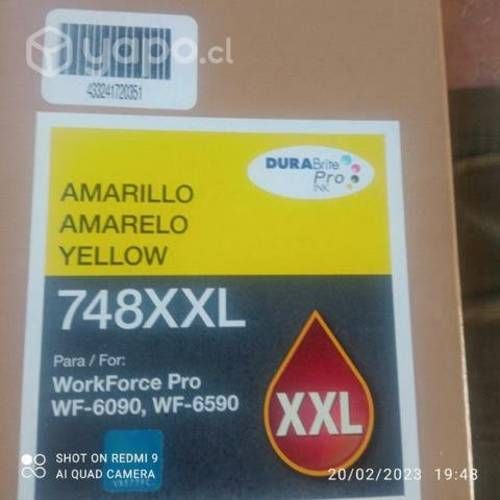 yapo.cl
433241720351
DURABrite
Pro
INK
AMARILLO
AMARELO
YELLOW
748XXL
Para / For:
WorkForce Pro
WF-6090, WF-6590
XXL
SHOT ON REDMI 9
AI QUAD CAMERA
20/02/2023 19:48